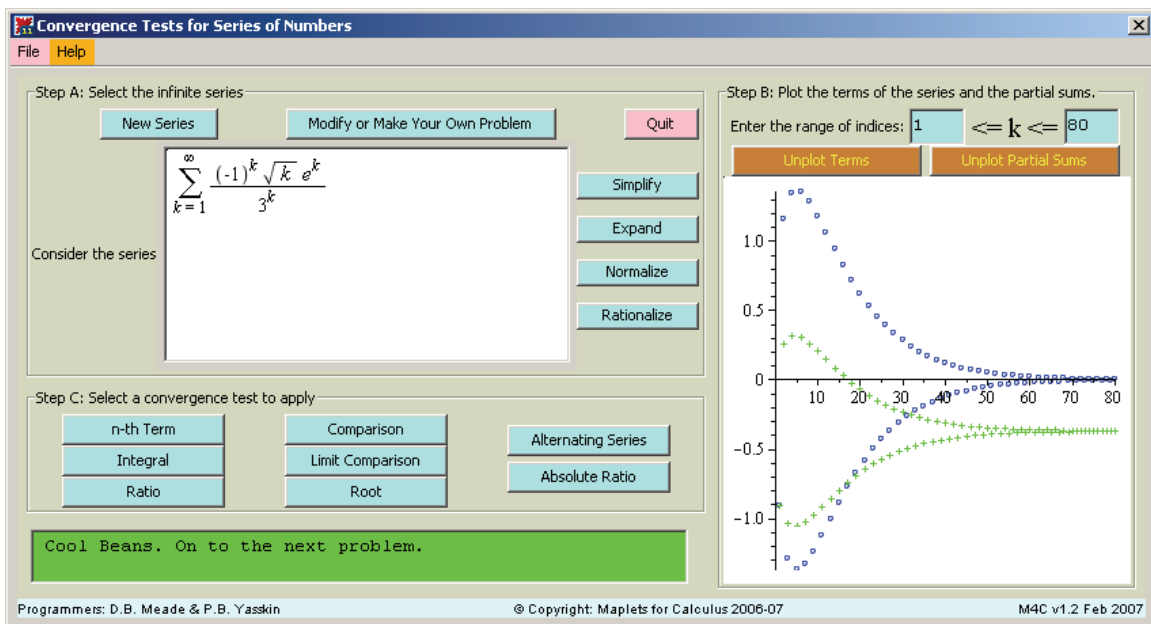 Convergence Tests for Series of Numbers
File Help
Step A: Select the infinite series
New Series Modify or Make Your Own Problem Quit
Consider the series
∞
∑ (-1)^k √k e^k / 3^k
k = 1
Simplify
Expand
Normalize
Rationalize
Step B: Plot the terms of the series and the partial sums.
Enter the range of indices: 1 <= k <= 80
Unplot Terms Unplot Partial Sums
1.0
0.5
0
10 20 30 40 50 60 70 80
-0.5
-1.0
Step C: Select a convergence test to apply
n-th Term Comparison Alternating Series
Integral Limit Comparison Absolute Ratio
Ratio Root
Cool Beans. On to the next problem.
Programmers: D.B. Meade & P.B. Yasskin © Copyright: Maplets for Calculus 2006-07 M4C v1.2 Feb 2007